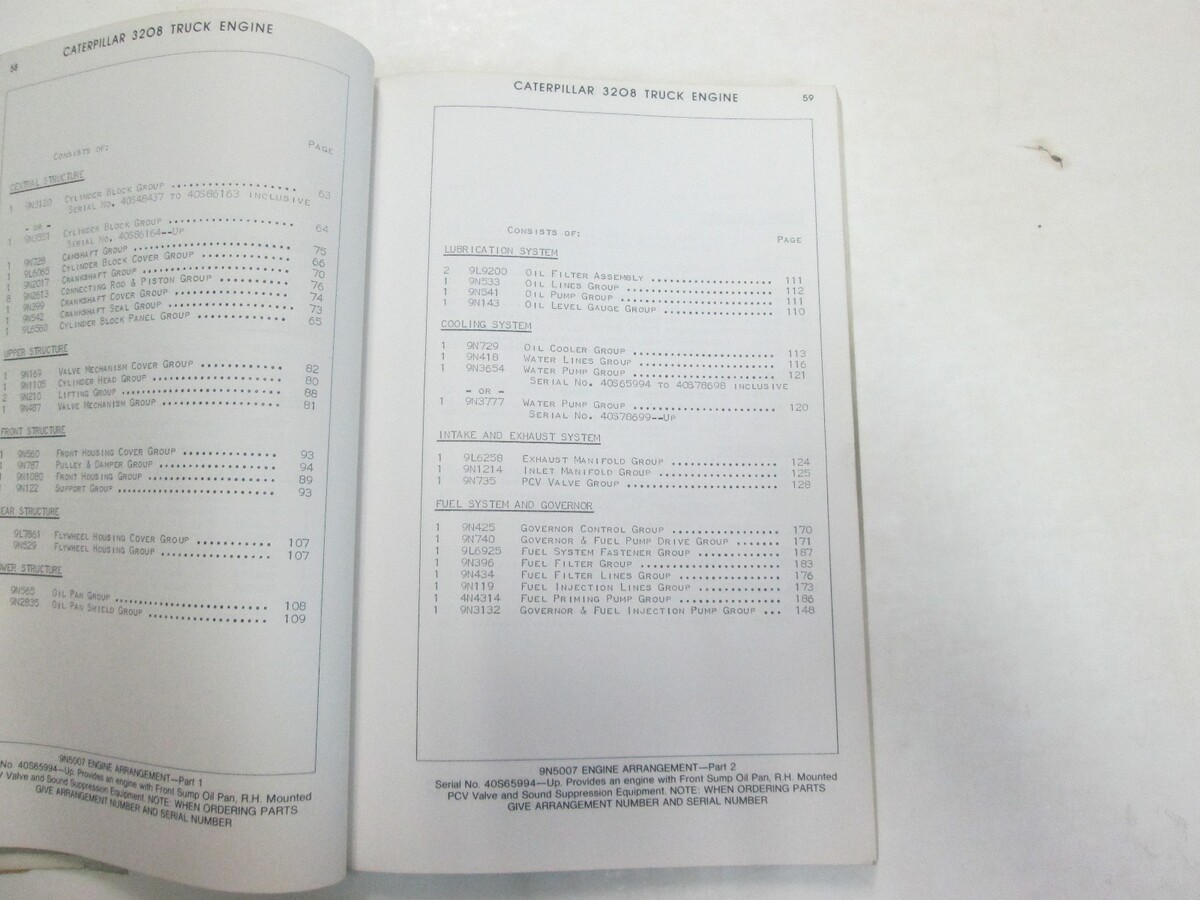 58
CATERPILLAR 3208 TRUCK ENGINE
CONSISTS OF:
PAGE
CENTRAL STRUCTURE
1 9N3120 CYLINDER BLOCK GROUP 63
SERIAL NO. 40S48437 TO 40S86163 INCLUSIVE
- OR -
1 CYLINDER BLOCK GROUP 64
SERIAL NO. 40S86164--UP
1 9N728 CAMSHAFT GROUP 75
1 9L6065 CYLINDER BLOCK COVER GROUP 66
1 9N2017 CRANKSHAFT GROUP 70
8 9N2613 CONNECTING ROD & PISTON GROUP 76
1 9N399 CRANKSHAFT COVER GROUP 74
1 9N542 CRANKSHAFT SEAL GROUP 73
1 9L6560 CYLINDER BLOCK PANEL GROUP 65
UPPER STRUCTURE
1 9N169 VALVE MECHANISM COVER GROUP 82
1 9N1105 CYLINDER HEAD GROUP 80
2 9N210 LIFTING GROUP 88
1 9N487 VALVE MECHANISM GROUP 81
FRONT STRUCTURE
1 9N560 FRONT HOUSING COVER GROUP 93
1 9N787 PULLEY & DAMPER GROUP 94
1 9N1080 FRONT HOUSING GROUP 89
1 9N122 SUPPORT GROUP 93
EAR STRUCTURE
9L7861 FLYWHEEL HOUSING COVER GROUP 107
9N529 FLYWHEEL HOUSING GROUP 107
WER STRUCTURE
9N565 OIL PAN GROUP 108
9N2835 OIL PAN SHIELD GROUP 109
9N5007 ENGINE ARRANGEMENT—Part 1
No. 40S65994—Up. Provides an engine with Front Sump Oil Pan, R.H. Mounted
V Valve and Sound Suppression Equipment. NOTE: WHEN ORDERING PARTS
GIVE ARRANGEMENT NUMBER AND SERIAL NUMBER
CATERPILLAR 3208 TRUCK ENGINE 59
CONSISTS OF:
PAGE
LUBRICATION SYSTEM
2 9L9200 OIL FILTER ASSEMBLY 111
1 9N533 OIL LINES GROUP 112
1 9N541 OIL PUMP GROUP 111
1 9N143 OIL LEVEL GAUGE GROUP 110
COOLING SYSTEM
1 9N729 OIL COOLER GROUP 113
1 9N418 WATER LINES GROUP 116
1 9N3654 WATER PUMP GROUP 121
SERIAL NO. 40S65994 TO 40S78698 INCLUSIVE
- OR -
1 9N3777 WATER PUMP GROUP 120
SERIAL NO. 40S78699--UP
INTAKE AND EXHAUST SYSTEM
1 9L6258 EXHAUST MANIFOLD GROUP 124
1 9N1214 INLET MANIFOLD GROUP 125
1 9N735 PCV VALVE GROUP 128
FUEL SYSTEM AND GOVERNOR
1 9N425 GOVERNOR CONTROL GROUP 170
1 9N740 GOVERNOR & FUEL PUMP DRIVE GROUP 171
1 9L6925 FUEL SYSTEM FASTENER GROUP 187
1 9N396 FUEL FILTER GROUP 183
1 9N434 FUEL FILTER LINES GROUP 176
1 9N119 FUEL INJECTION LINES GROUP 173
1 4N4314 FUEL PRIMING PUMP GROUP 186
1 9N3132 GOVERNOR & FUEL INJECTION PUMP GROUP 148
9N5007 ENGINE ARRANGEMENT—Part 2
Serial No. 40S65994—Up. Provides an engine with Front Sump Oil Pan, R.H. Mounted
PCV Valve and Sound Suppression Equipment. NOTE: WHEN ORDERING PARTS
GIVE ARRANGEMENT NUMBER AND SERIAL NUMBER